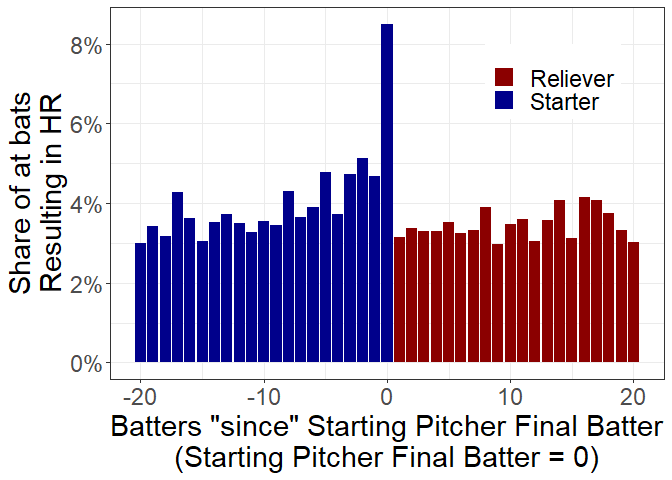 Share of at bats
Resulting in HR
8%
6%
4%
2%
0%
Reliever
Starter
-20
-10
0
10
20
Batters "since" Starting Pitcher Final Batter
(Starting Pitcher Final Batter = 0)